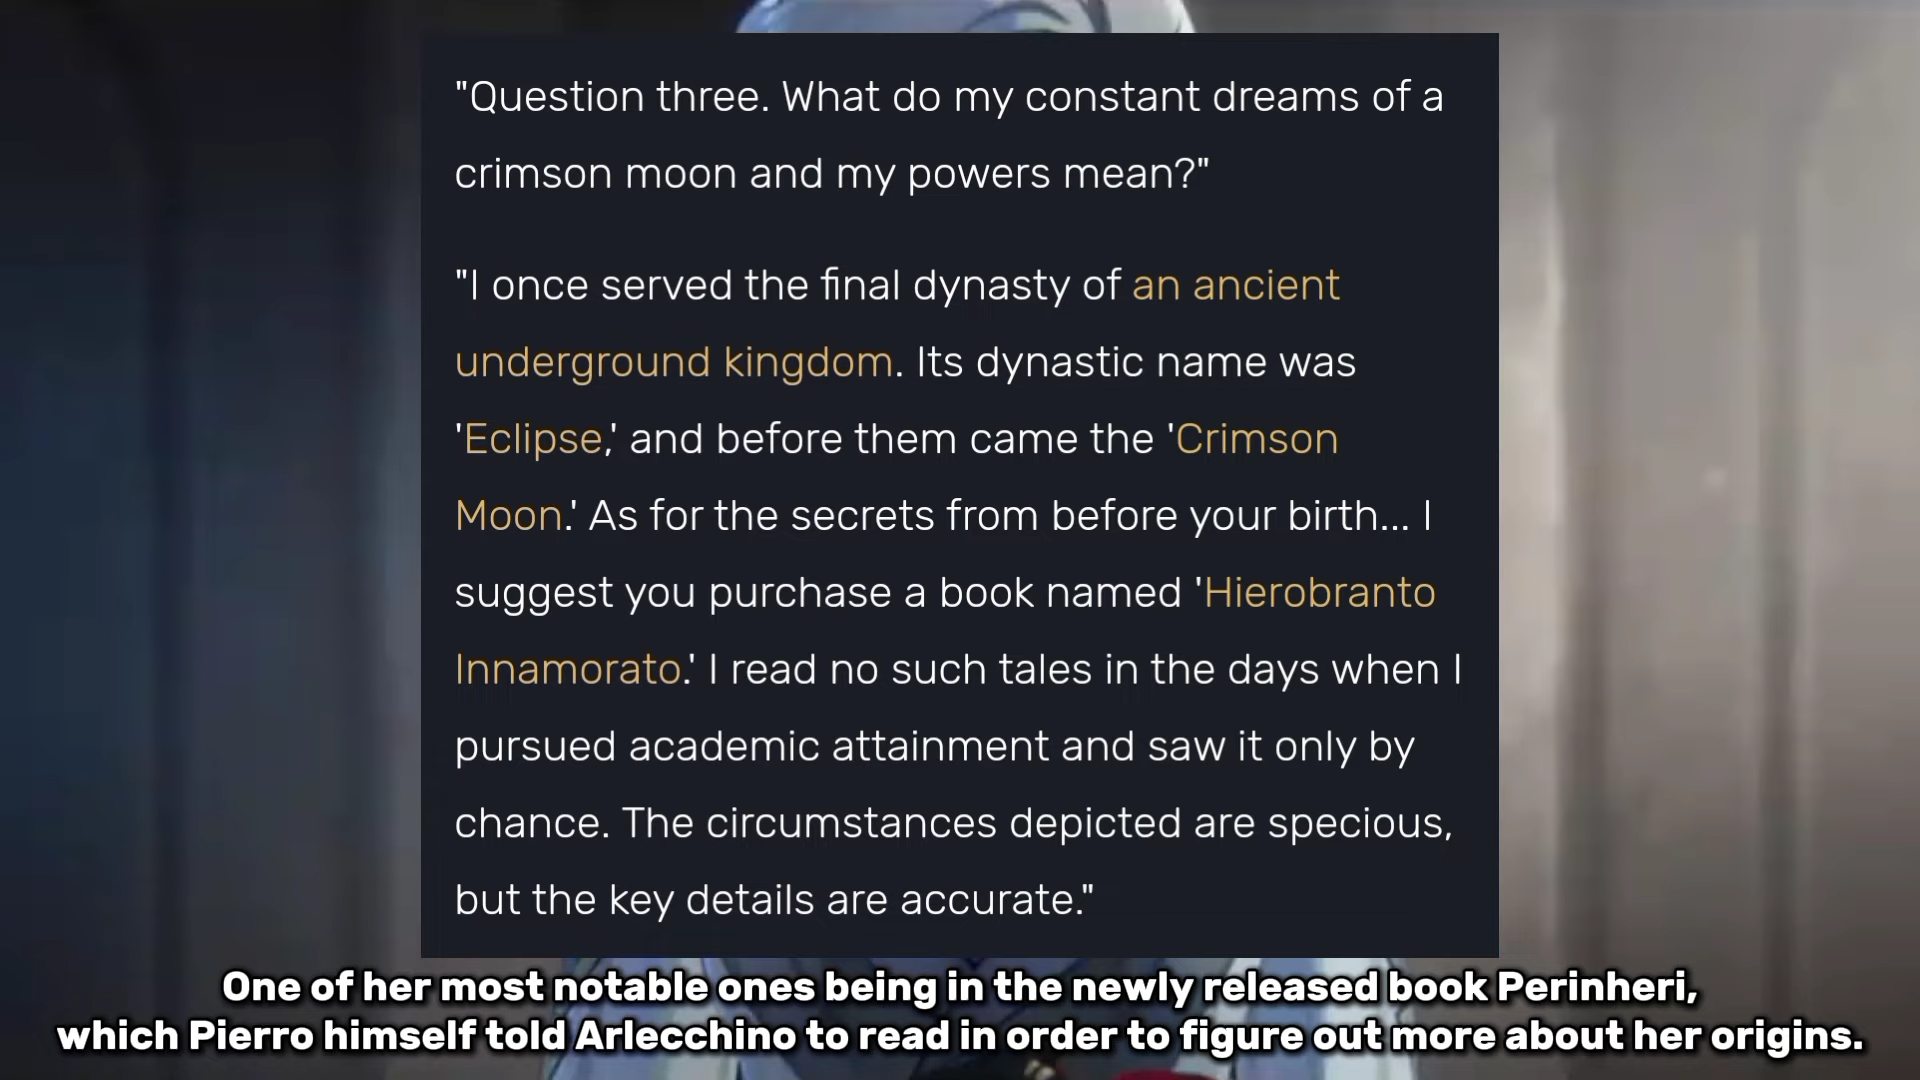 "Question three. What do my constant dreams of a
crimson moon and my powers mean?"
"I once served the final dynasty of an ancient
underground kingdom. Its dynastic name was
'Eclipse,' and before them came the 'Crimson
Moon.' As for the secrets from before your birth... I
suggest you purchase a book named 'Hierobranto
Innamorato.' I read no such tales in the days when I
pursued academic attainment and saw it only by
chance. The circumstances depicted are specious,
but the key details are accurate."
One of her most notable ones being in the newly released book Perinheri,
which Pierro himself told Arlecchino to read in order to figure out more about her origins.